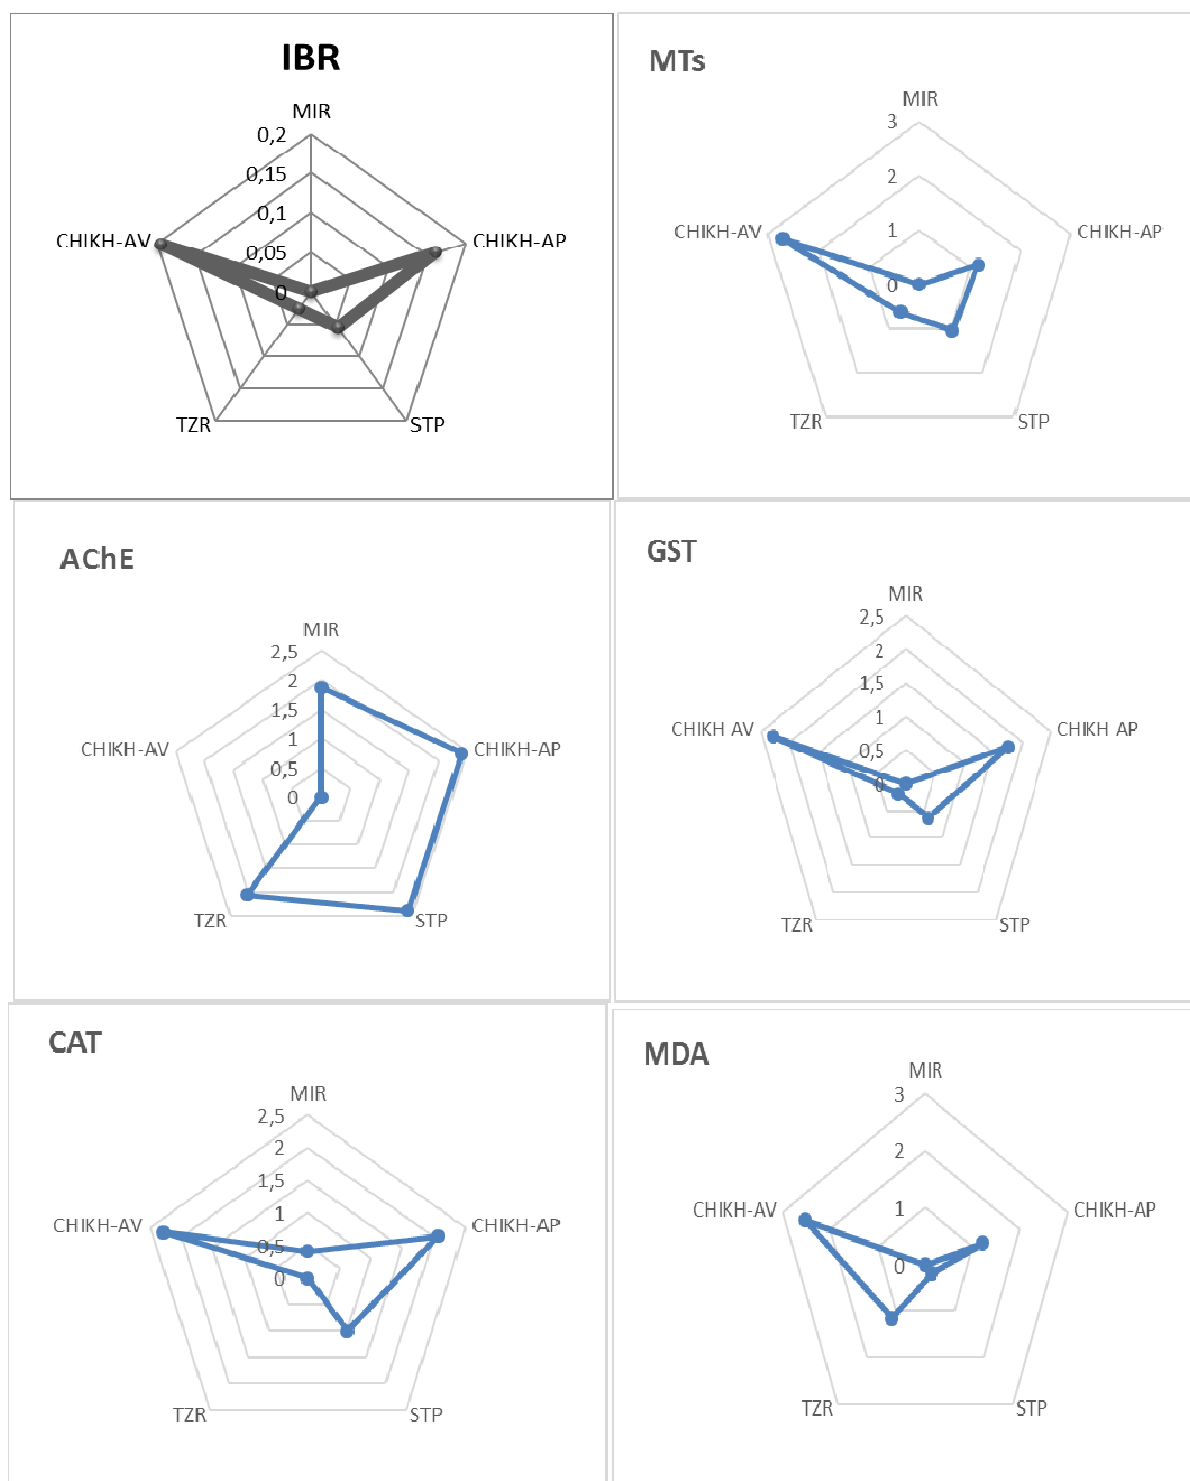 IBR
MIR
0,2
0,15
0,1
0,05
0
CHIKH-AV
CHIKH-AP
TZR
STP
MTs
MIR
3
2
1
0
CHIKH-AV
CHIKH-AP
TZR
STP
AChE
MIR
2,5
2
1,5
1
0,5
0
CHIKH-AV
CHIKH-AP
TZR
STP
GST
MIR
2,5
2
1,5
1
0,5
0
CHIKH AV
CHIKH AP
TZR
STP
CAT
MIR
2,5
2
1,5
1
0,5
0
CHIKH-AV
CHIKH-AP
TZR
STP
MDA
MIR
3
2
1
0
CHIKH-AV
CHIKH-AP
TZR
STP